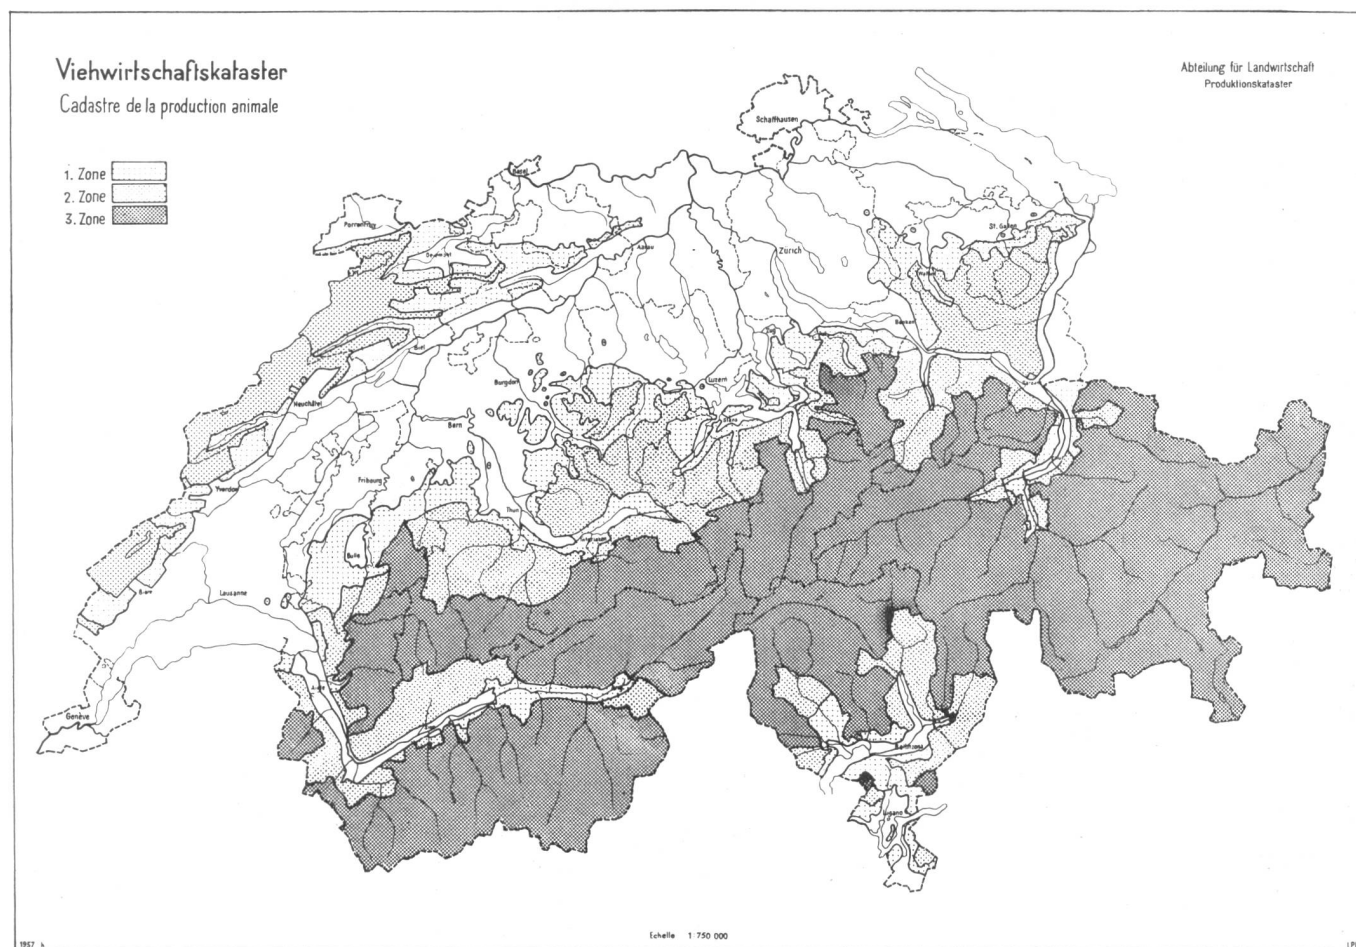 Viehwirtschaftskataster
Cadastre de la production animale
Abteilung für Landwirtschaft
Produktionskataster
1. Zone
2. Zone
3. Zone
Schaffhausen
Basel
Porrentruy
St. Gallen
Zürich
Aarau
Biel
Burgdorf
Luzern
Neuchâtel
Bern
Yverdon
Fribourg
Thun
Bulle
Lausanne
Genève
Bellinzona
Lugano
Echelle 1:750 000
1957